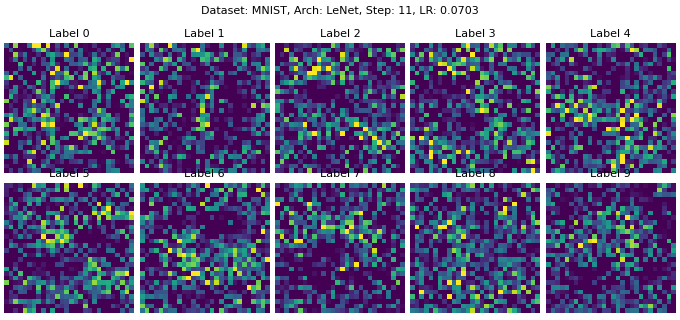 Dataset: MNIST, Arch: LeNet, Step: 11, LR: 0.0703
Label 0 Label 1 Label 2 Label 3 Label 4
Label 5 Label 6 Label 7 Label 8 Label 9